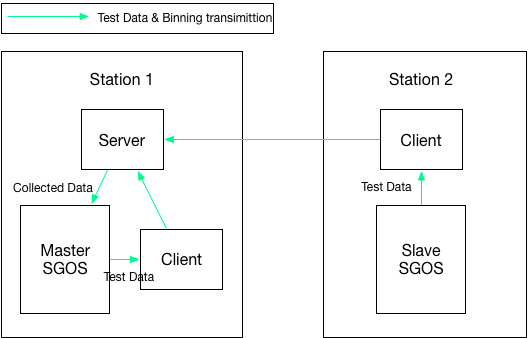 Test Data & Binning transimittion
Station 1
Station 2
Server
Client
Collected Data
Test Data
Master
SGOS
Client
Slave
SGOS
Test Data